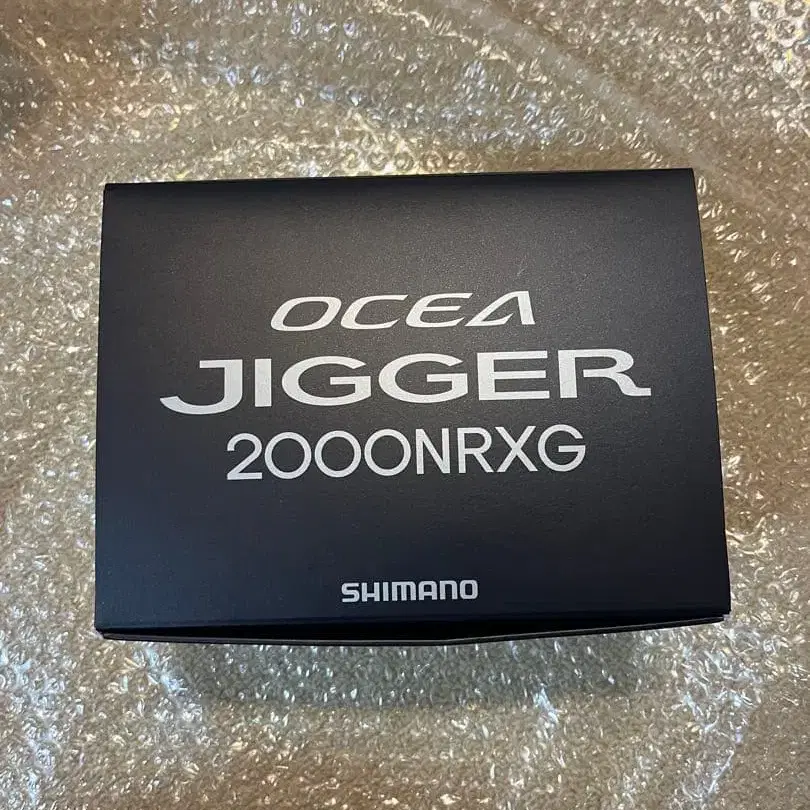 OCEA
JIGGER
2000NRXG
SHIMANO